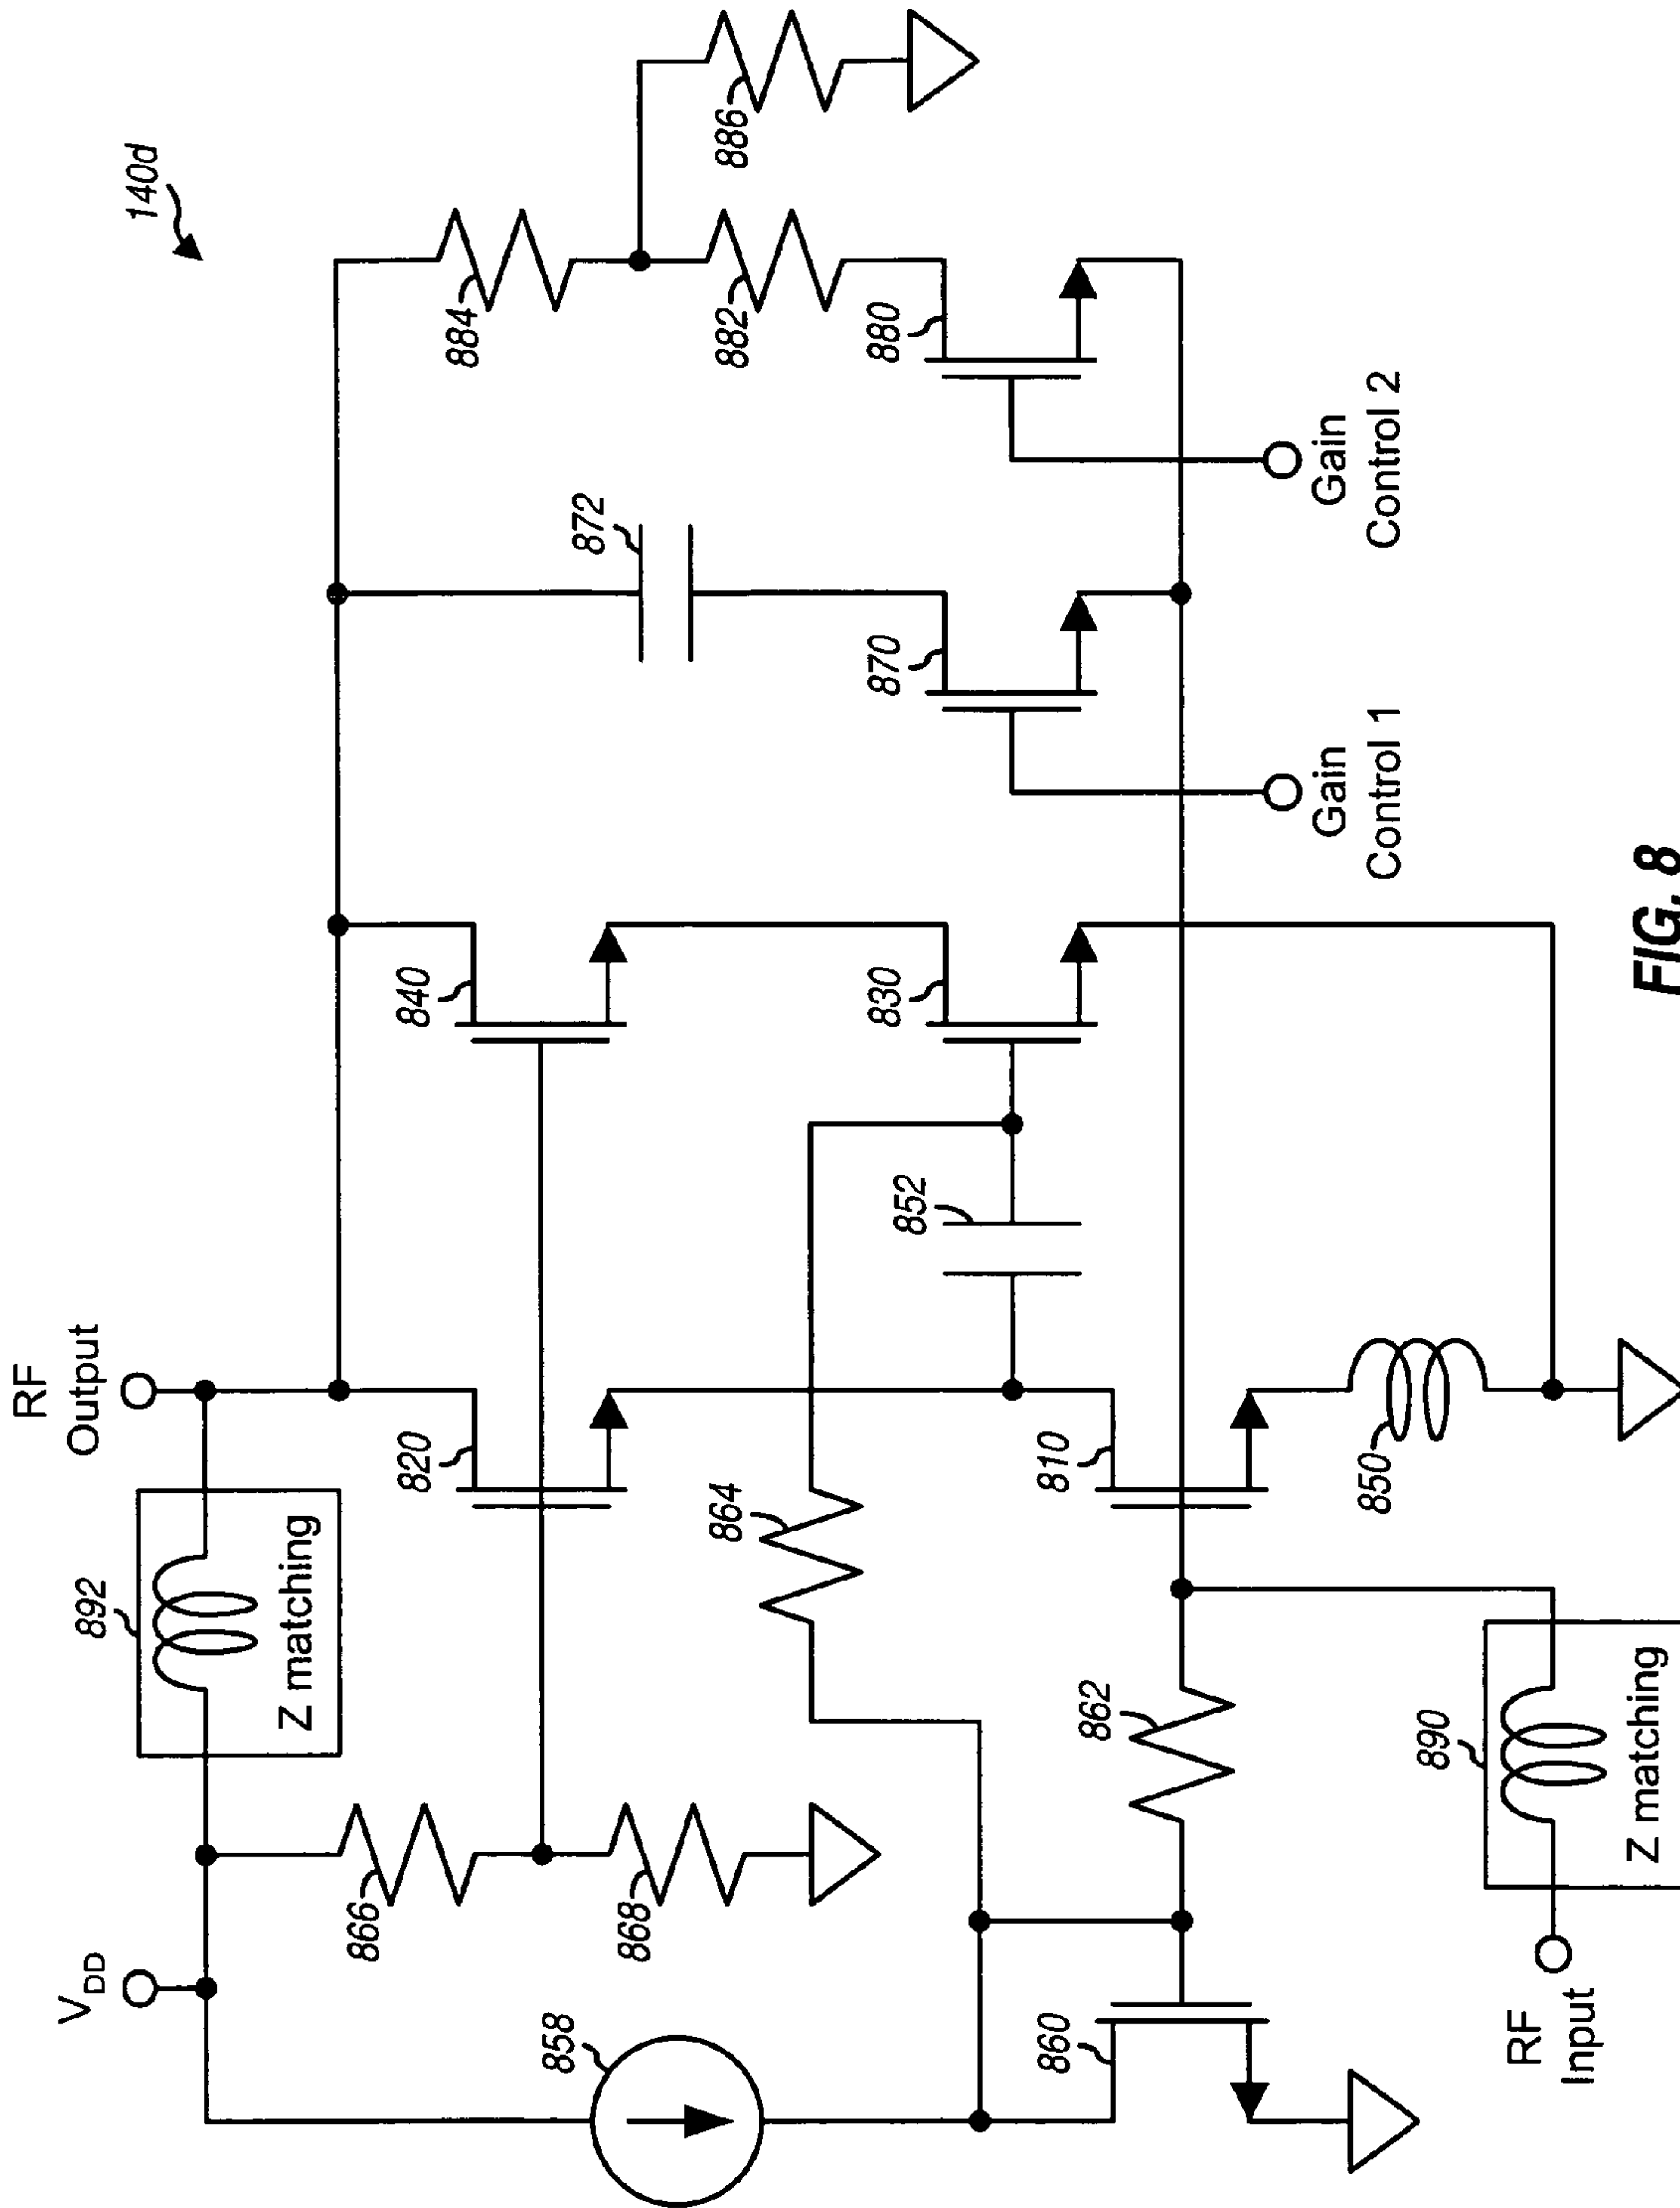 140d
RF
Output
V_DD
892
Z matching
866
868
858
820
840
884
886
882
872
864
852
830
870
880
810
862
860
850
890
Z matching
RF
Input
Gain
Control 1
Gain
Control 2
FIG. 8